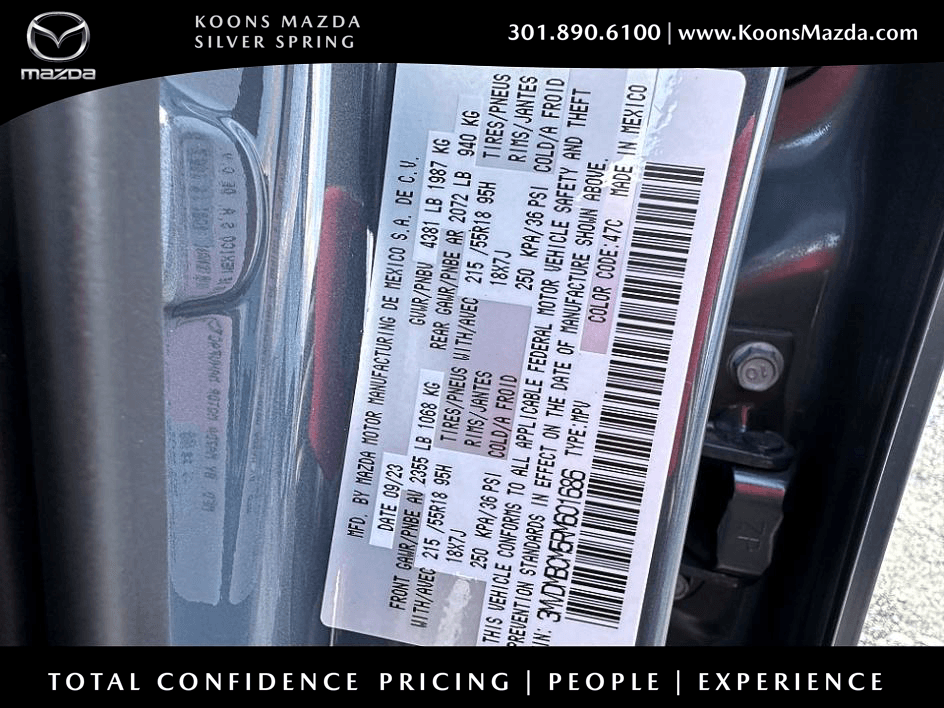 KOONS MAZDA
SILVER SPRING
mazda
301.890.6100 | www.KoonsMazda.com
MFD. BY MAZDA MOTOR MANUFACTURING DE MEXICO S.A. DE C.V.
DATE 09/23 GVWR/PNBV 4381 LB 1987 KG
FRONT GAWR/PNBE AV 2355 LB 1068 KG REAR GAWR/PNBE AR 2072 LB 940 KG
WITH/AVEC 215 /55R18 95H TIRES/PNEUS WITH/AVEC 215 /55R18 95H TIRES/PNEUS
18X7J RIMS/JANTES 18X7J RIMS/JANTES
250 KPA/36 PSI COLD/A FROID 250 KPA/36 PSI COLD/A FROID
THIS VEHICLE CONFORMS TO ALL APPLICABLE FEDERAL MOTOR VEHICLE SAFETY AND THEFT
PREVENTION STANDARDS IN EFFECT ON THE DATE OF MANUFACTURE SHOWN ABOVE.
IN: 3MVDMBCM5RM601686 TYPE:MPV COLOR CODE:47C MADE IN MEXICO
TOTAL CONFIDENCE PRICING | PEOPLE | EXPERIENCE